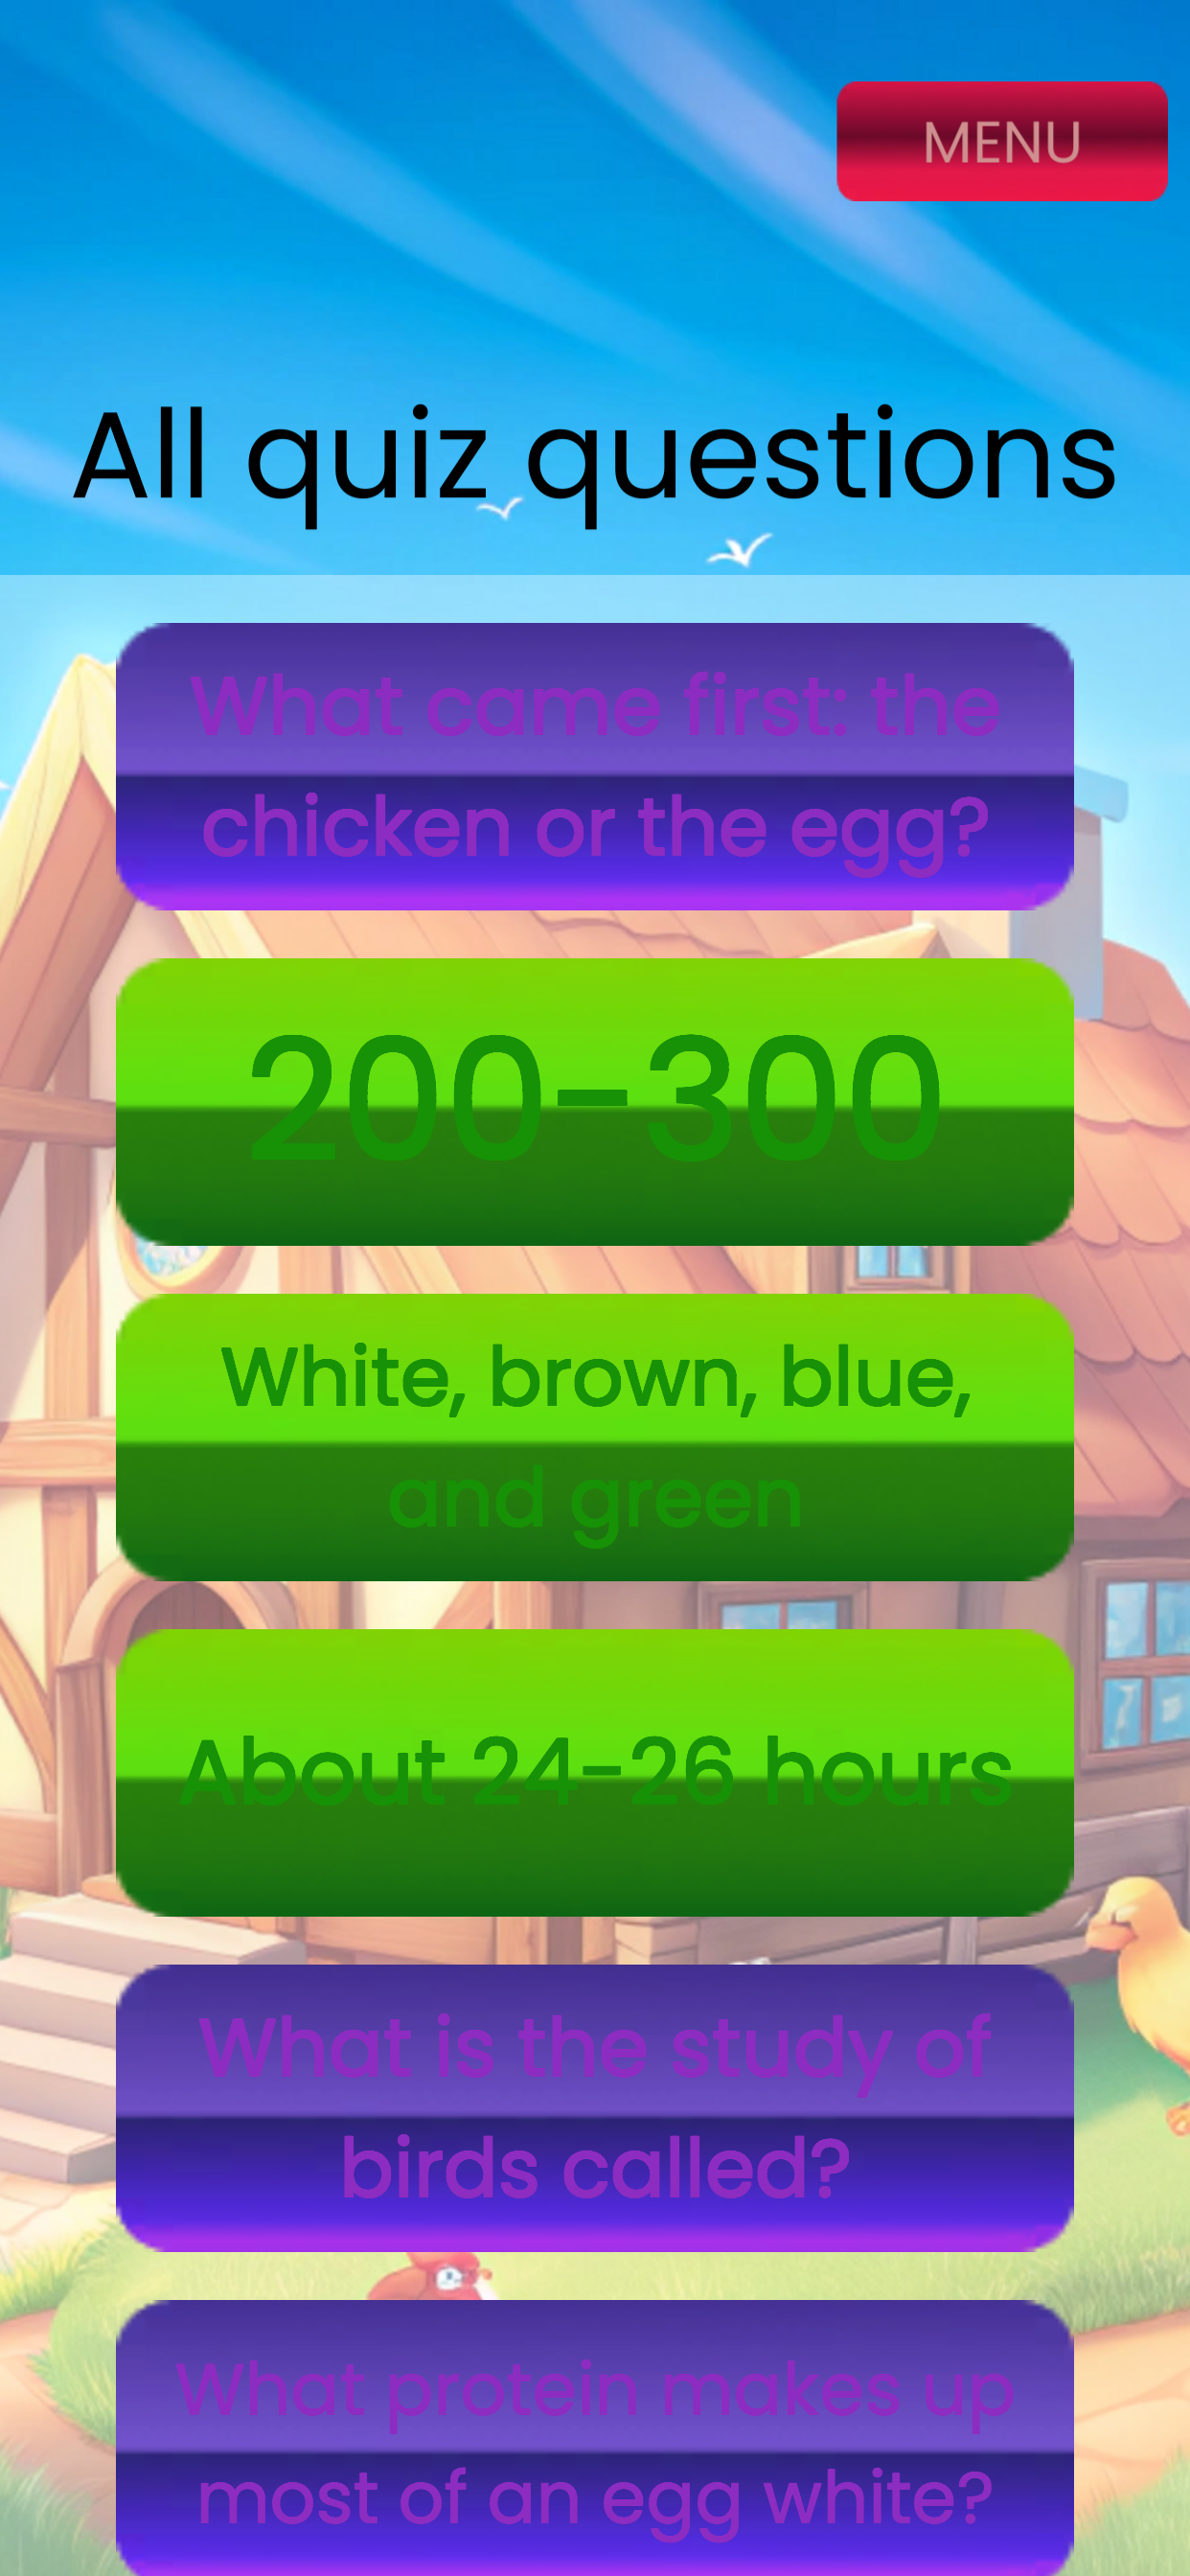 MENU
All quiz questions
What came first: the
chicken or the egg?
200-300
White, brown, blue,
and green
About 24-26 hours
What is the study of
birds called?
What protein makes up
most of an egg white?